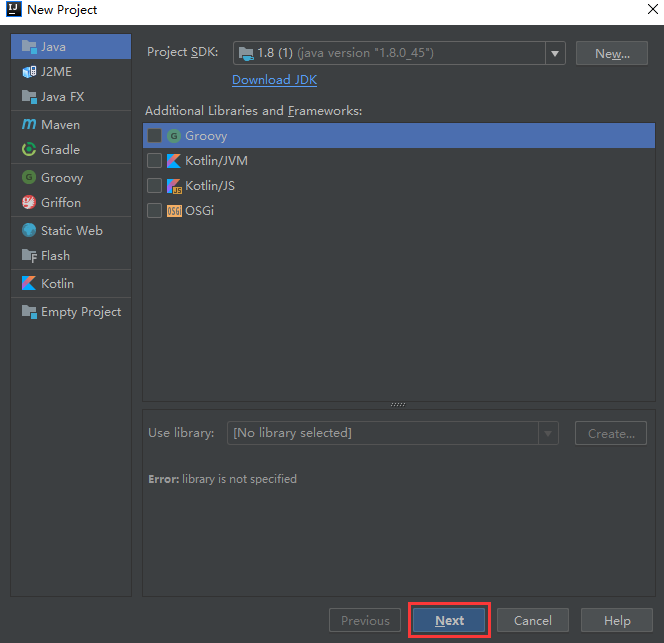 New Project
Java
J2ME
Java FX
Maven
Gradle
Groovy
Griffon
Static Web
Flash
Kotlin
Empty Project
Project SDK: 1.8 (1) (java version "1.8.0_45") New...
Download JDK
Additional Libraries and Frameworks:
Groovy
Kotlin/JVM
Kotlin/JS
OSGi
Use library: [No library selected] Create...
Error: library is not specified
Previous Next Cancel Help